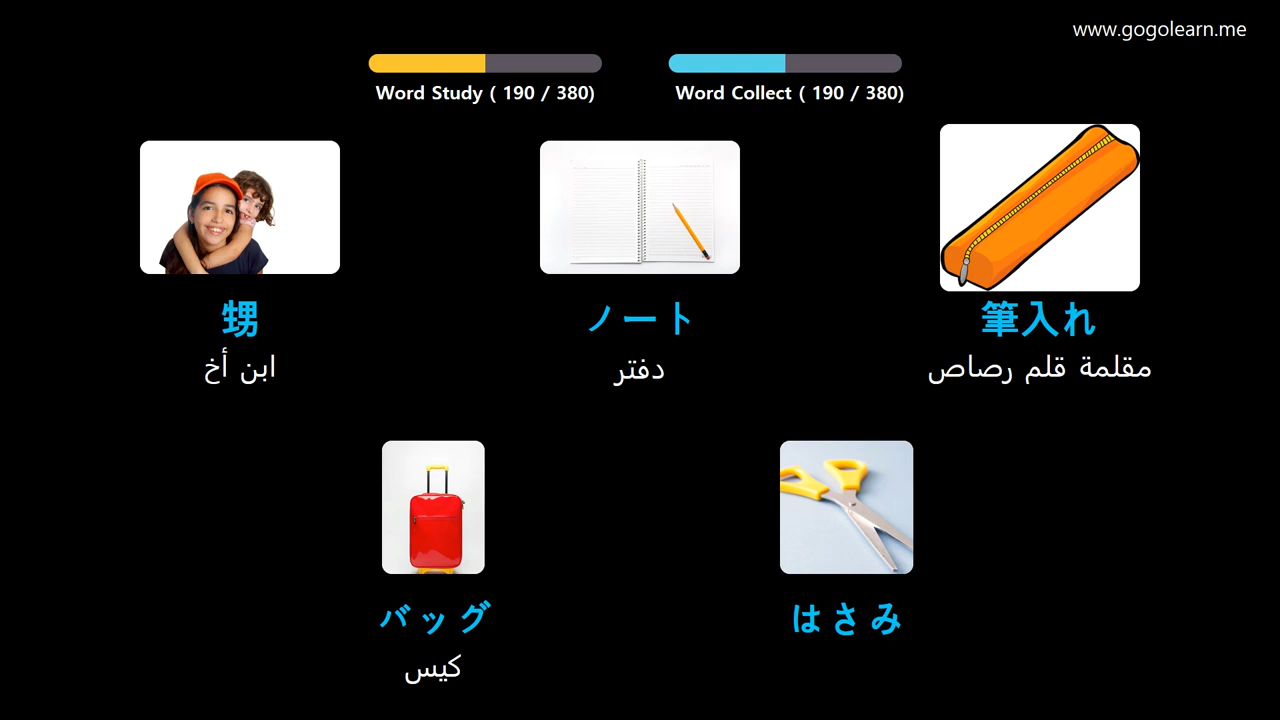 www.gogolearn.me
Word Study ( 190 / 380)
Word Collect ( 190 / 380)
甥
ノート
筆入れ
ابن أخ
دفتر
مقلمة قلم رصاص
バッグ
はさみ
كيس